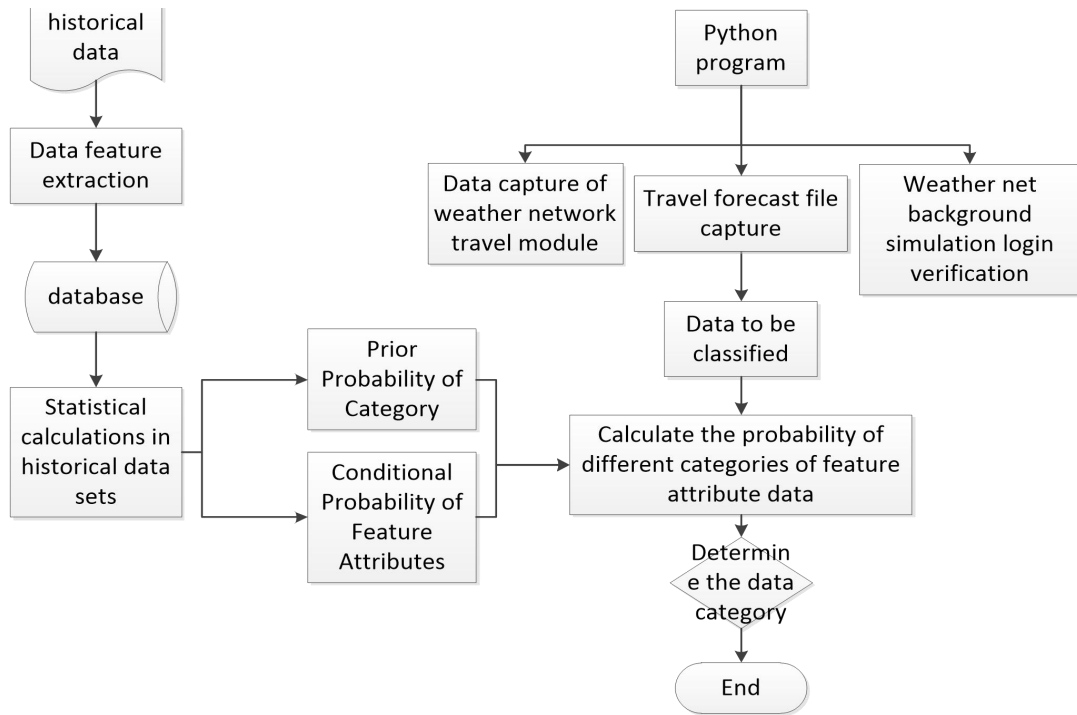 historical
data
Data feature
extraction
database
Statistical
calculations in
historical data
sets
Prior
Probability of
Category
Conditional
Probability of
Feature
Attributes
Python
program
Data capture of
weather network
travel module
Travel forecast file
capture
Weather net
background
simulation login
verification
Data to be
classified
Calculate the probability of
different categories of feature
attribute data
Determin
e the data
category
End